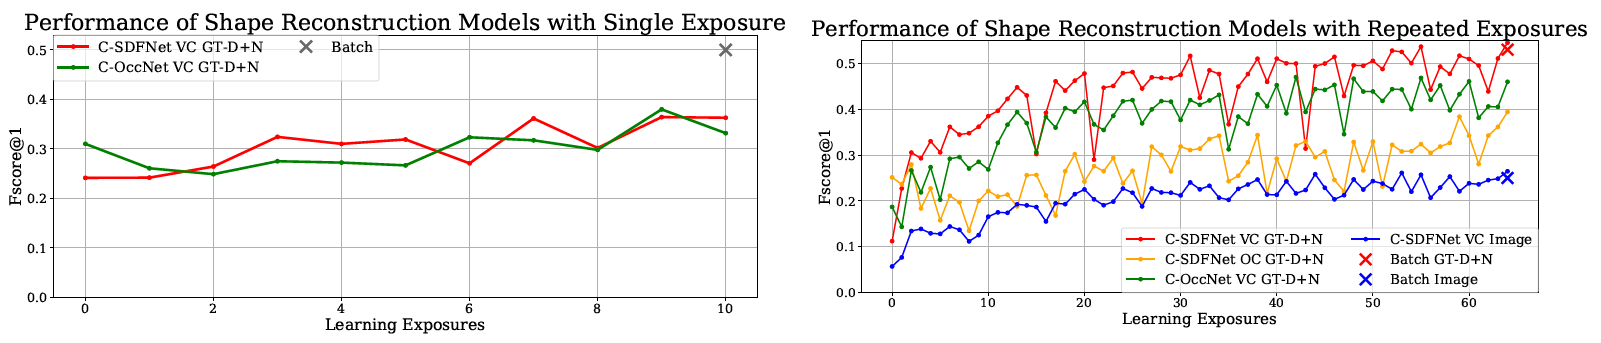 Performance of Shape Reconstruction Models with Single Exposure
Fscore@1
0.5
0.4
0.3
0.2
0.1
0.0
C-SDFNet VC GT-D+N
C-OccNet VC GT-D+N
Batch
0 2 4 6 8 10
Learning Exposures
Performance of Shape Reconstruction Models with Repeated Exposures
Fscore@1
0.5
0.4
0.3
0.2
0.1
0.0
C-SDFNet VC GT-D+N
C-SDFNet OC GT-D+N
C-OccNet VC GT-D+N
C-SDFNet VC Image
Batch GT-D+N
Batch Image
0 10 20 30 40 50 60
Learning Exposures